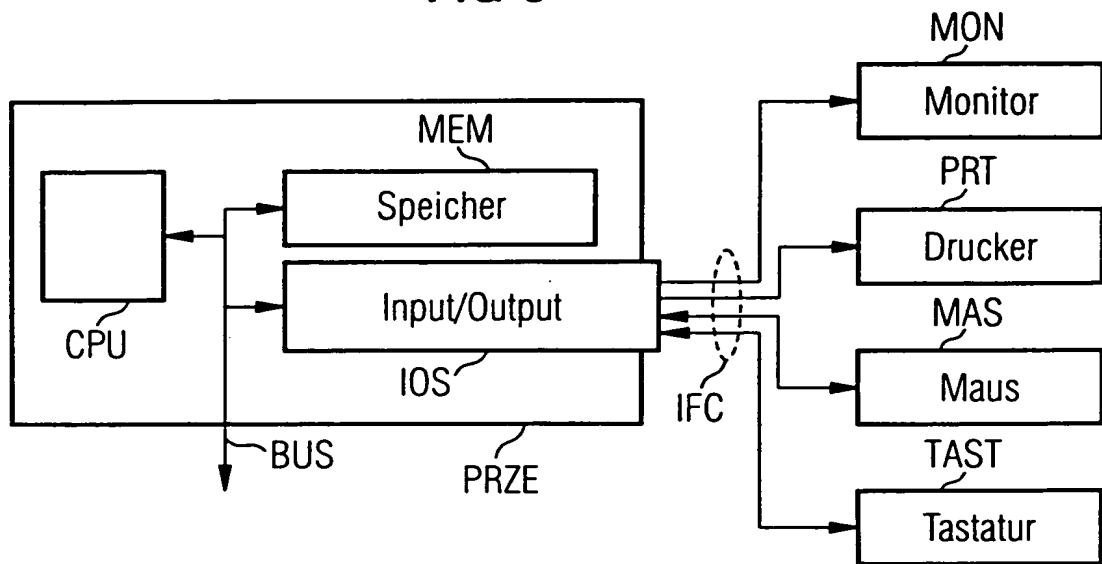 MON
Monitor
MEM
Speicher
PRT
Drucker
CPU
Input/Output
IOS
IFC
MAS
Maus
BUS
PRZE
TAST
Tastatur